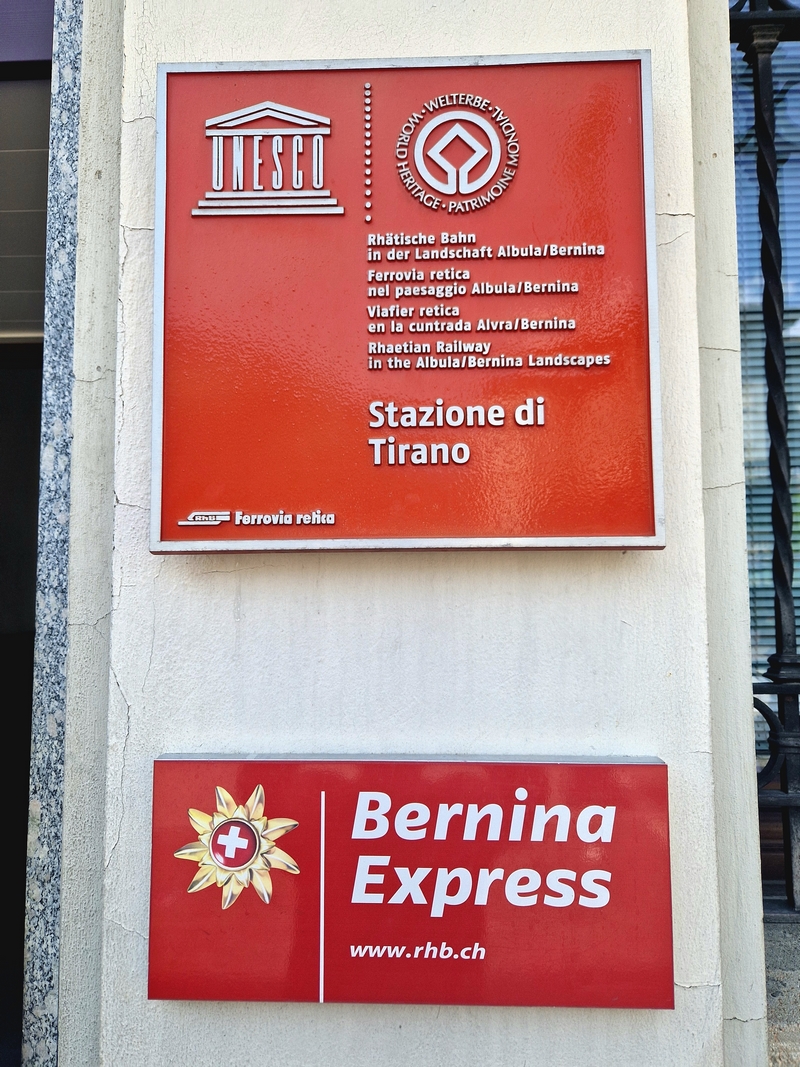 UNESCO
WORLD HERITAGE · WELTERBE · PATRIMOINE MONDIAL ·
Rhätische Bahn
in der Landschaft Albula/Bernina
Ferrovia retica
nel paesaggio Albula/Bernina
Viafier retica
en la cuntrada Alvra/Bernina
Rhaetian Railway
in the Albula/Bernina Landscapes
Stazione di
Tirano
RhB Ferrovia retica
Bernina
Express
www.rhb.ch